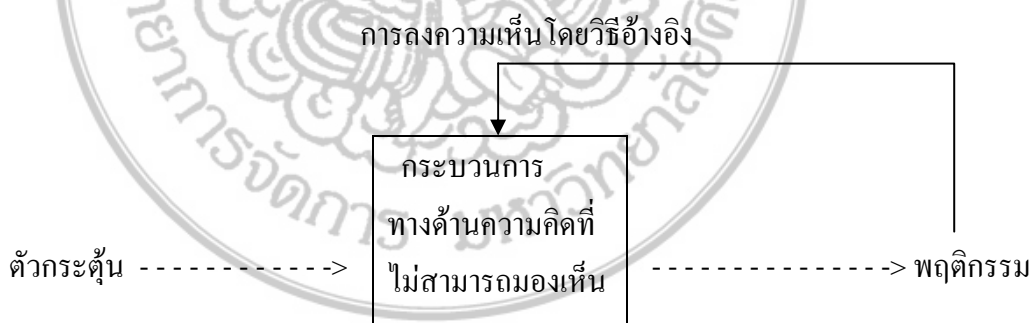 การลงความเห็นโดยวิธีอ้างอิง
กระบวนการ
ทางด้านความคิดที่
ไม่สามารถมองเห็น
ตัวกระตุ้น - - - - - - - - - - - -> - - - - - - - - - - - - - - -> พฤติกรรม